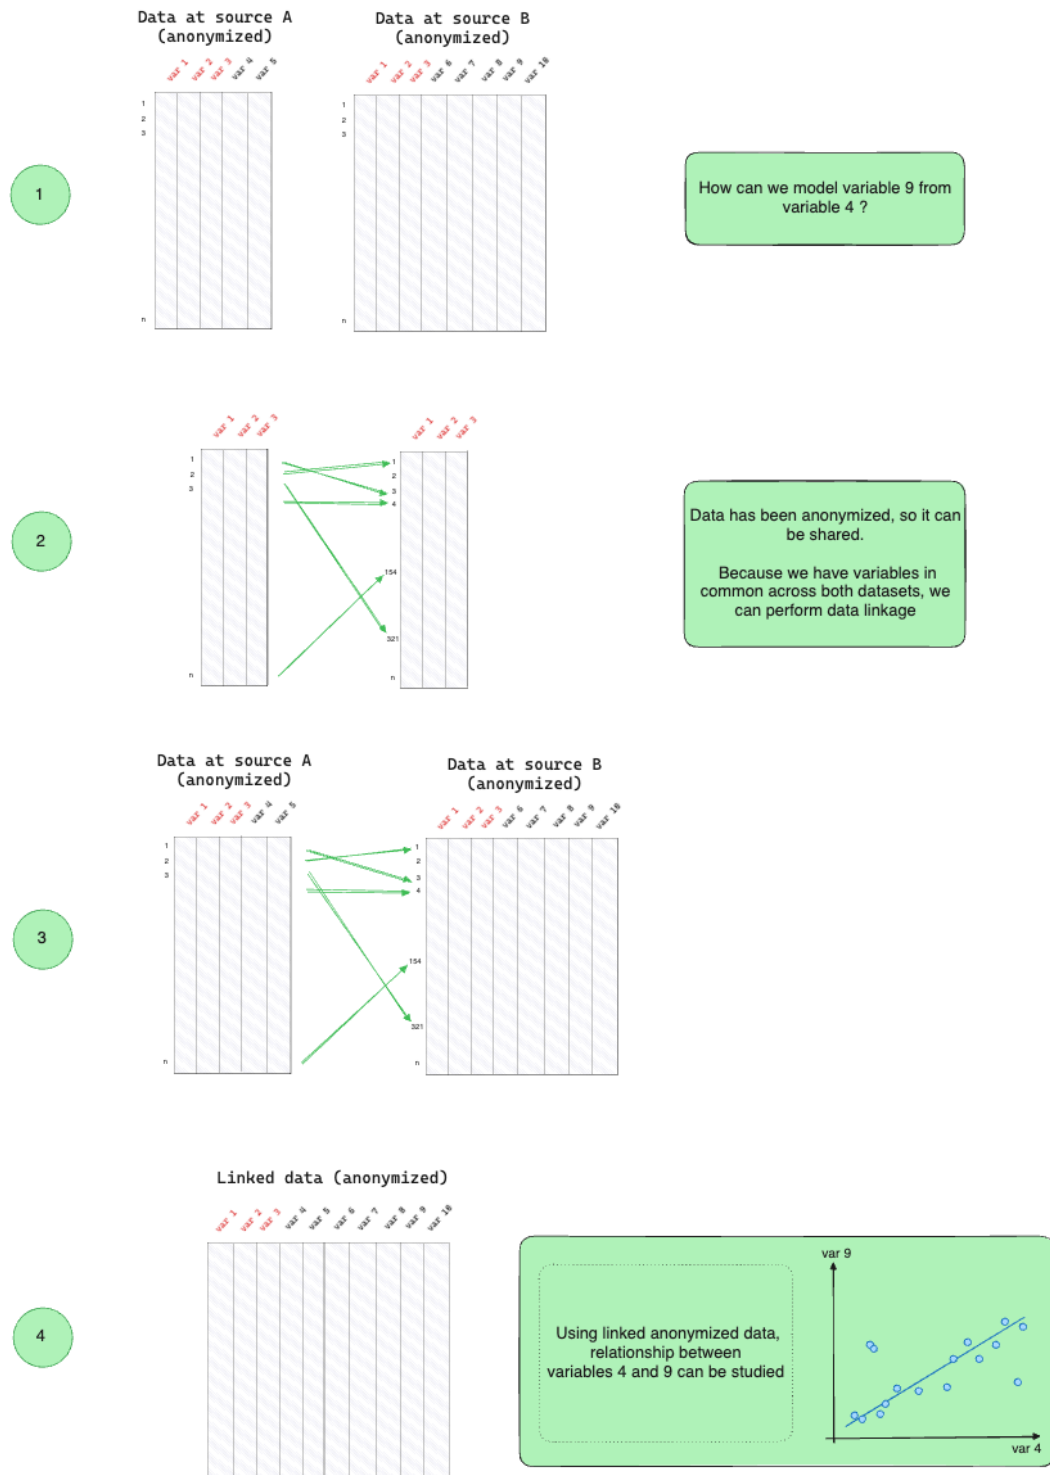 Data at source A
(anonymized)
Data at source B
(anonymized)
var 1
var 2
var 3
var 4
var 5
var 1
var 2
var 3
var 6
var 7
var 8
var 9
var 10
1
2
3
n
1
2
3
n
1
How can we model variable 9 from
variable 4 ?
var 1
var 2
var 3
var 1
var 2
var 3
1
2
3
n
1
2
3
4
154
321
n
2
Data has been anonymized, so it can
be shared.
Because we have variables in
common across both datasets, we
can perform data linkage
Data at source A
(anonymized)
Data at source B
(anonymized)
var 1
var 2
var 3
var 4
var 5
var 1
var 2
var 3
var 6
var 7
var 8
var 9
var 10
1
2
3
n
1
2
3
4
154
321
n
3
Linked data (anonymized)
var 1
var 2
var 3
var 4
var 5
var 6
var 7
var 8
var 9
var 10
4
Using linked anonymized data,
relationship between
variables 4 and 9 can be studied
var 9
var 4